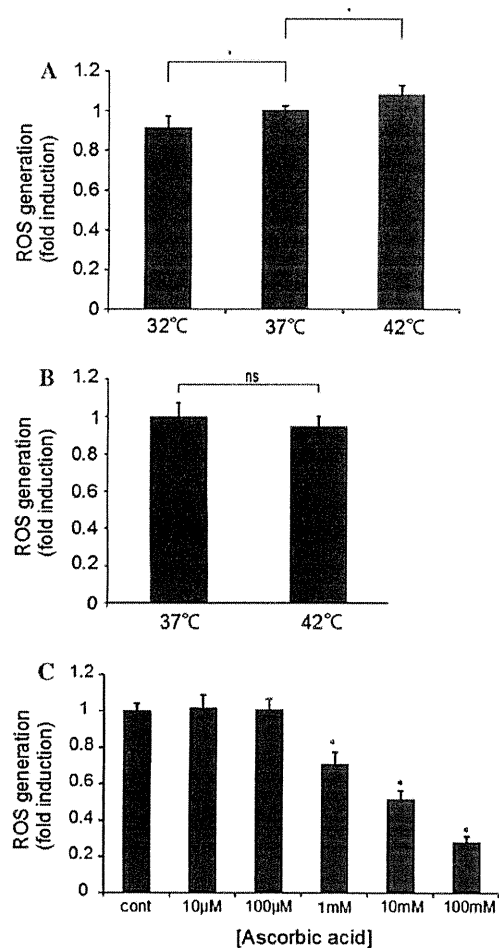 A
ROS generation
(fold induction)
1.2
1
0.8
0.6
0.4
0.2
0
32°C 37°C 42°C
B
ns
ROS generation
(fold induction)
1.2
1
0.8
0.6
0.4
0.2
0
37°C 42°C
C
ROS generation
(fold induction)
1.2
1
0.8
0.6
0.4
0.2
0
cont 10µM 100µM 1mM 10mM 100mM
[Ascorbic acid]